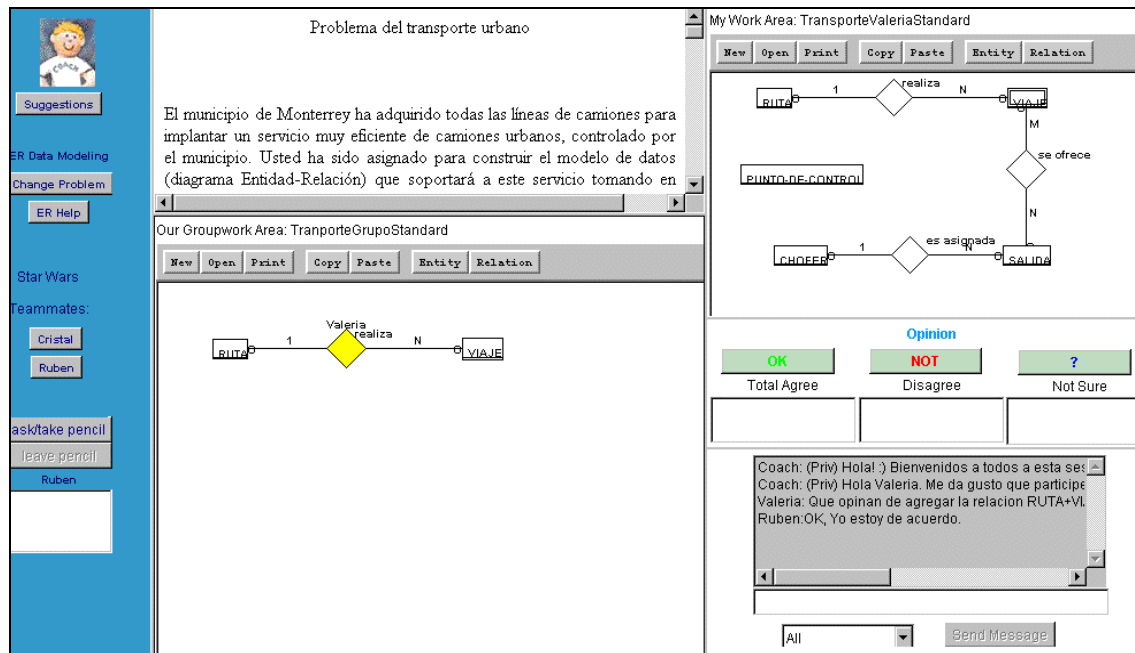 COACH
Suggestions
ER Data Modeling
Change Problem
ER Help
Star Wars
Teammates:
Cristal
Ruben
ask/take pencil
leave pencil
Ruben
Problema del transporte urbano
El municipio de Monterrey ha adquirido todas las líneas de camiones para
implantar un servicio muy eficiente de camiones urbanos, controlado por
el municipio. Usted ha sido asignado para construir el modelo de datos
(diagrama Entidad-Relación) que soportará a este servicio tomando en
Our Groupwork Area: TranporteGrupoStandard
New Open Print Copy Paste Entity Relation
Valeria
realiza
RUTA 1 N VIAJE
My Work Area: TransporteValeriaStandard
New Open Print Copy Paste Entity Relation
realiza
RUTA 1 N VIAJE
M
se ofrece
PUNTO-DE-CONTROL
N
es asignada
CHOFER 1 N SALIDA
Opinion
OK NOT ?
Total Agree Disagree Not Sure
Coach: (Priv) Hola! :) Bienvenidos a todos a esta ses
Coach: (Priv) Hola Valeria. Me da gusto que participe
Valeria: Que opinan de agregar la relacion RUTA+VI
Ruben:OK, Yo estoy de acuerdo.
All
Send Message